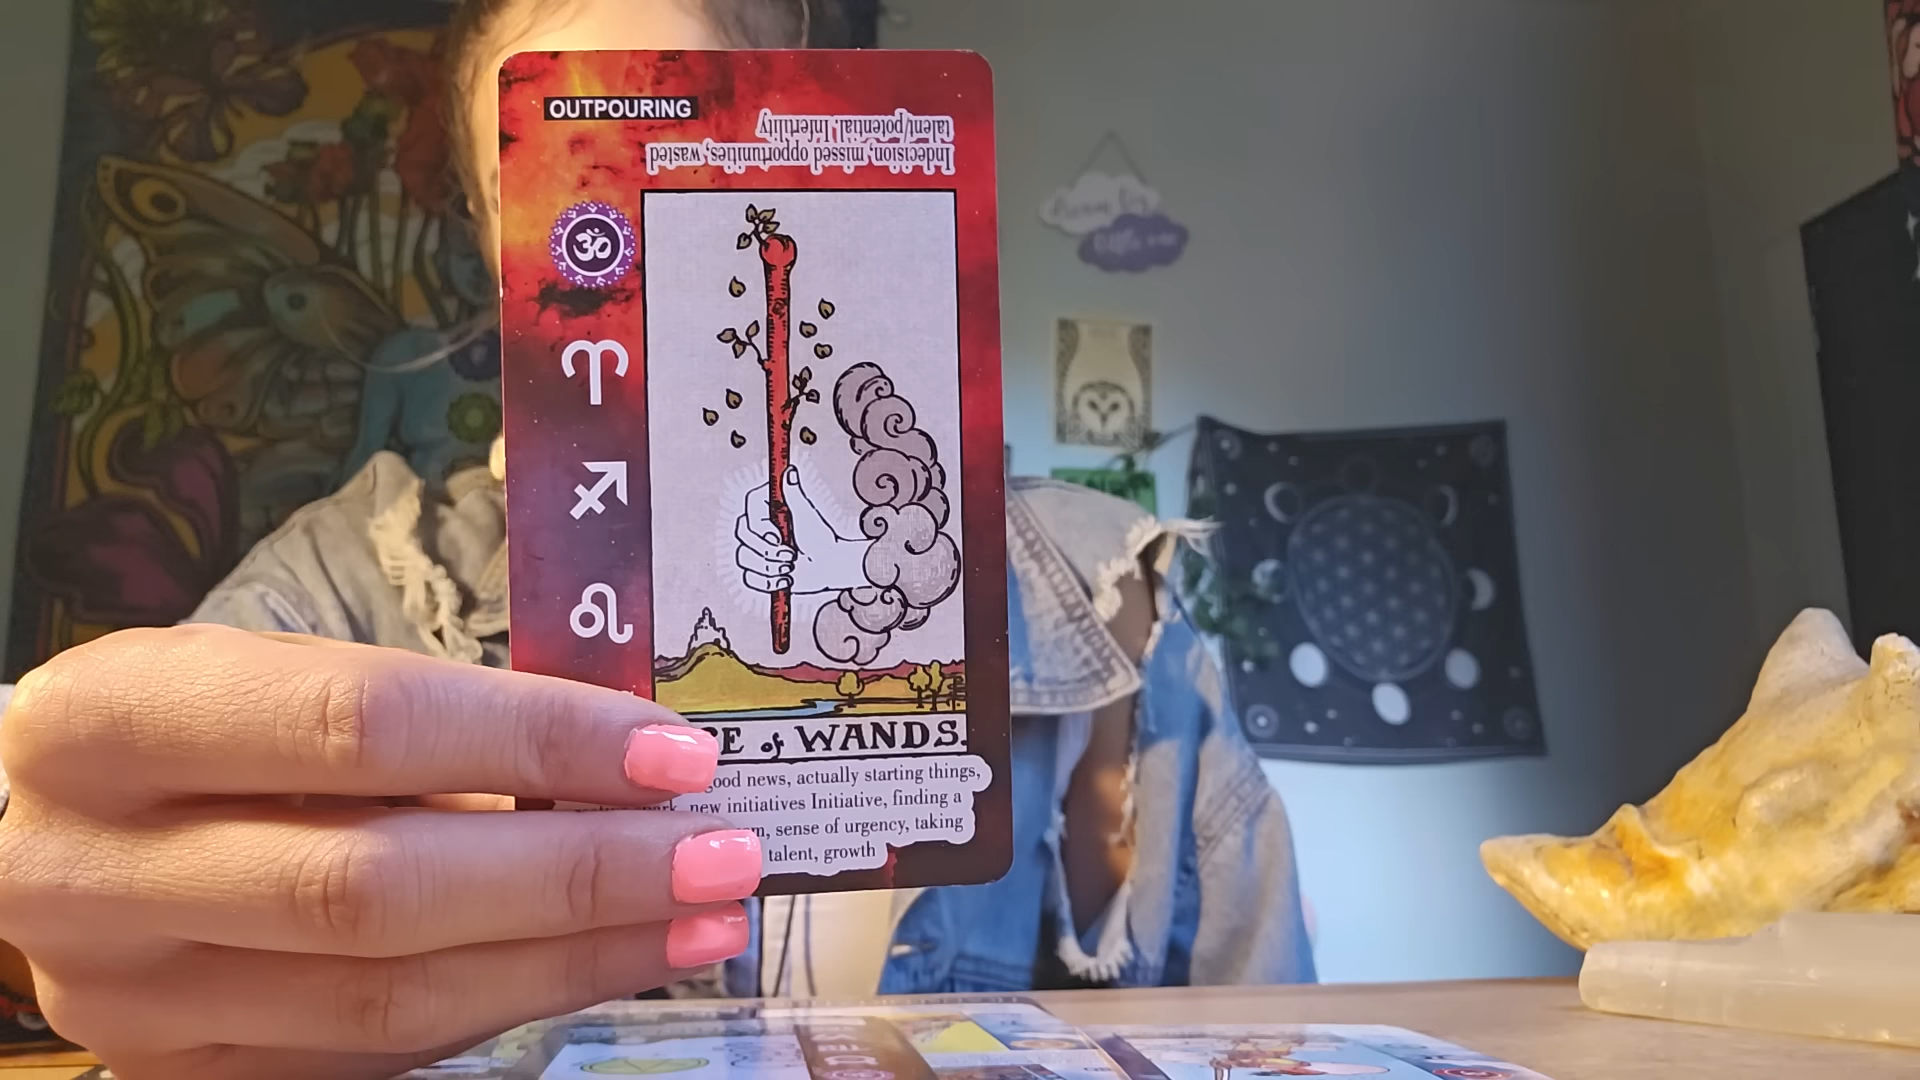 OUTPOURING
Indecision, missed opportunities, wasted
talent/potential. Infertility
ॐ
OF WANDS.
news, actually starting things,
new initiatives Initiative, finding a
sense of urgency, taking
talent, growth